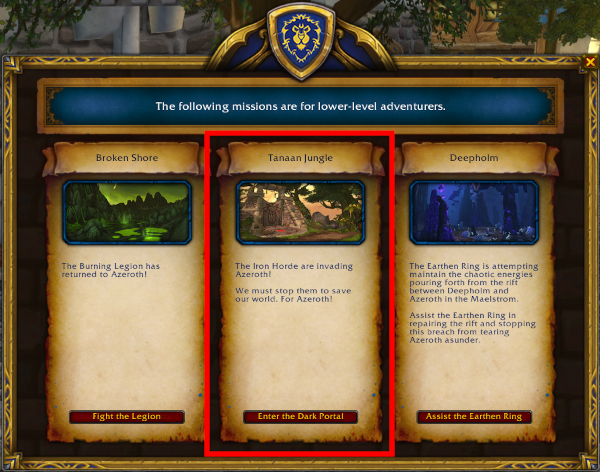 The following missions are for lower-level adventurers.
Broken Shore
The Burning Legion has
returned to Azeroth!
Fight the Legion
Tanaan Jungle
The Iron Horde are invading
Azeroth!
We must stop them to save
our world. For Azeroth!
Enter the Dark Portal
Deepholm
The Earthen Ring is attempting
maintain the chaotic energies
pouring forth from the rift
between Deepholm and
Azeroth in the Maelstrom.
Assist the Earthen Ring in
repairing the rift and stopping
this breach from tearing
Azeroth asunder.
Assist the Earthen Ring